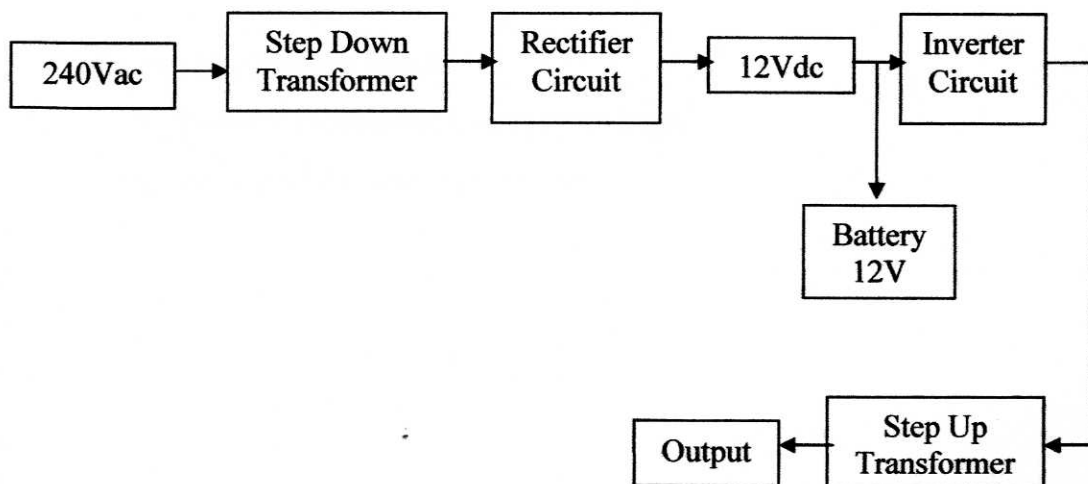 240Vac
Step Down
Transformer
Rectifier
Circuit
12Vdc
Inverter
Circuit
Battery
12V
Step Up
Transformer
Output